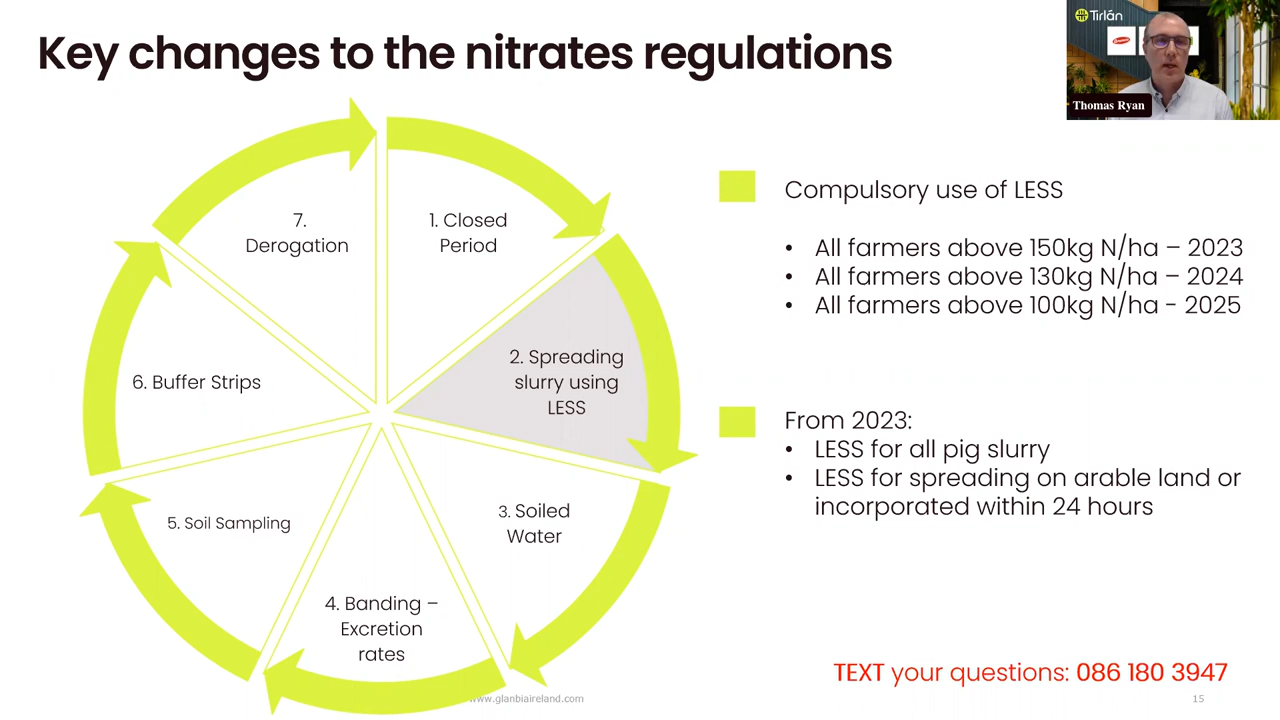 Key changes to the nitrates regulations
Tirlán
Thomas Ryan
7.
Derogation
1. Closed
Period
2. Spreading
slurry using
LESS
3. Soiled
Water
4. Banding –
Excretion
rates
5. Soil Sampling
6. Buffer Strips
Compulsory use of LESS
• All farmers above 150kg N/ha – 2023
• All farmers above 130kg N/ha – 2024
• All farmers above 100kg N/ha - 2025
From 2023:
• LESS for all pig slurry
• LESS for spreading on arable land or
incorporated within 24 hours
TEXT your questions: 086 180 3947
www.glanbiaireland.com
15